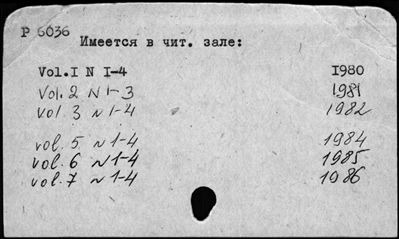 Р 6036
Имеется в чит. зале:
Vol.I N I-4 I980
Vol. 2 N 1-3 1981
vol 3 N 1-4 1982
vol. 5 N 1-4 1984
vol. 6 N 1-4 1985
vol. 7 N 1-4 1986